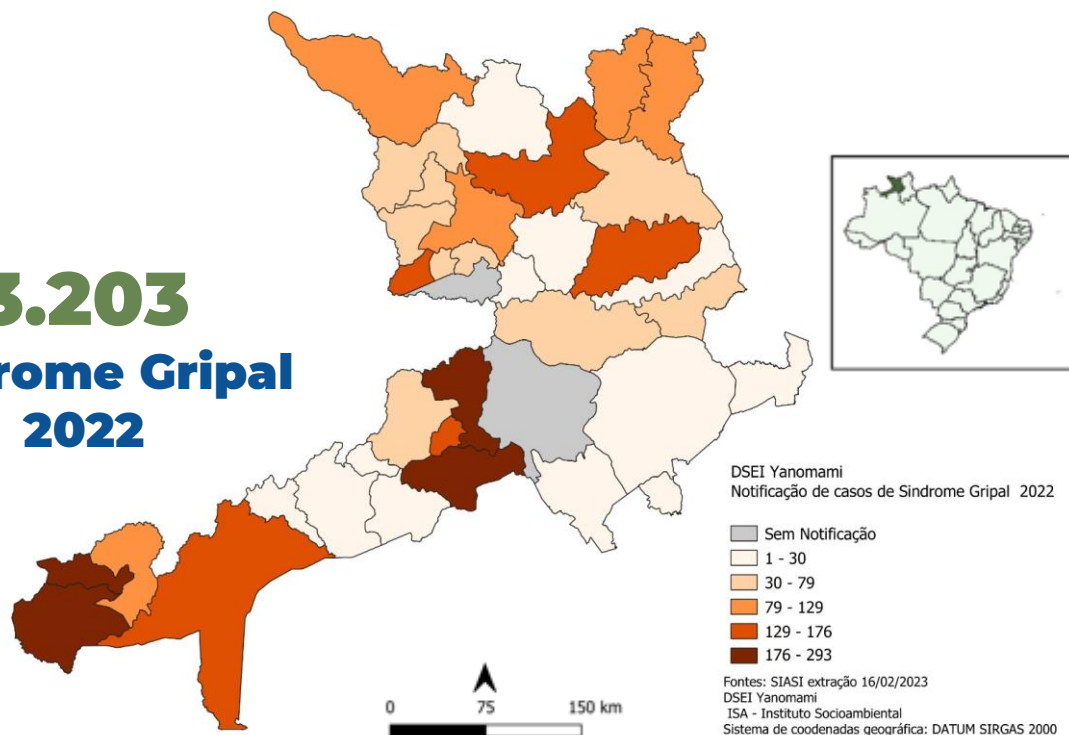 3.203
rome Gripal
2022
DSEI Yanomami
Notificação de casos de Sindrome Gripal 2022
Sem Notificação
1 - 30
30 - 79
79 - 129
129 - 176
176 - 293
Fontes: SIASI extração 16/02/2023
DSEI Yanomami
ISA - Instituto Socioambiental
Sistema de coodenadas geográfica: DATUM SIRGAS 2000
0 75 150 km